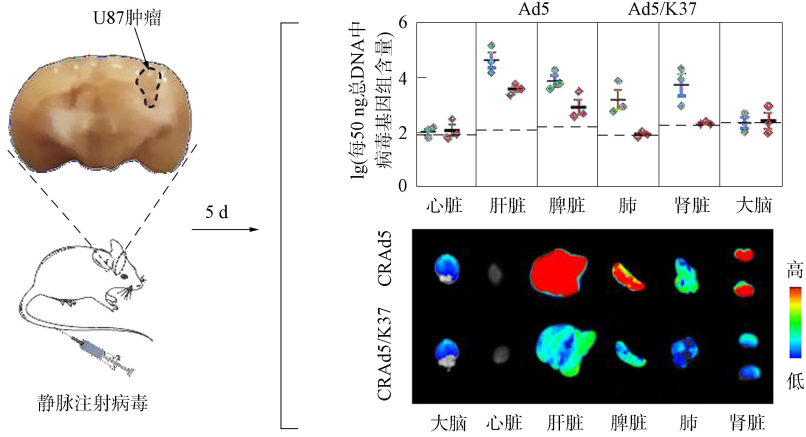 U87肿瘤
5 d
静脉注射病毒
Ad5 Ad5/K37
lg(每50 ng总DNA中
病毒基因组含量)
6
4
2
0
心脏 肝脏 脾脏 肺 肾脏 大脑
CRAd5
CRAd5/K37
高
低
大脑 心脏 肝脏 脾脏 肺 肾脏